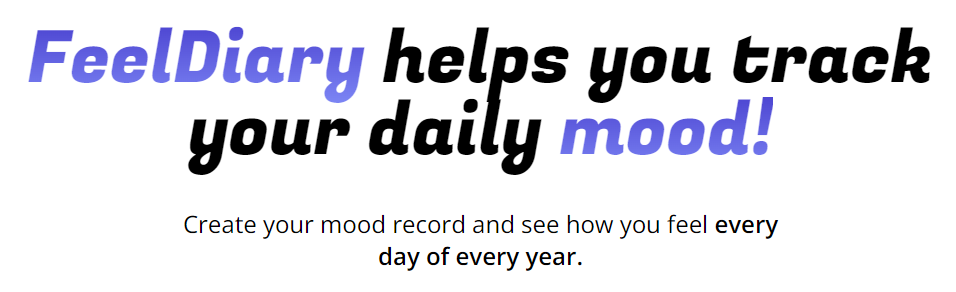 FeelDiary helps you track
your daily mood!
Create your mood record and see how you feel every
day of every year.